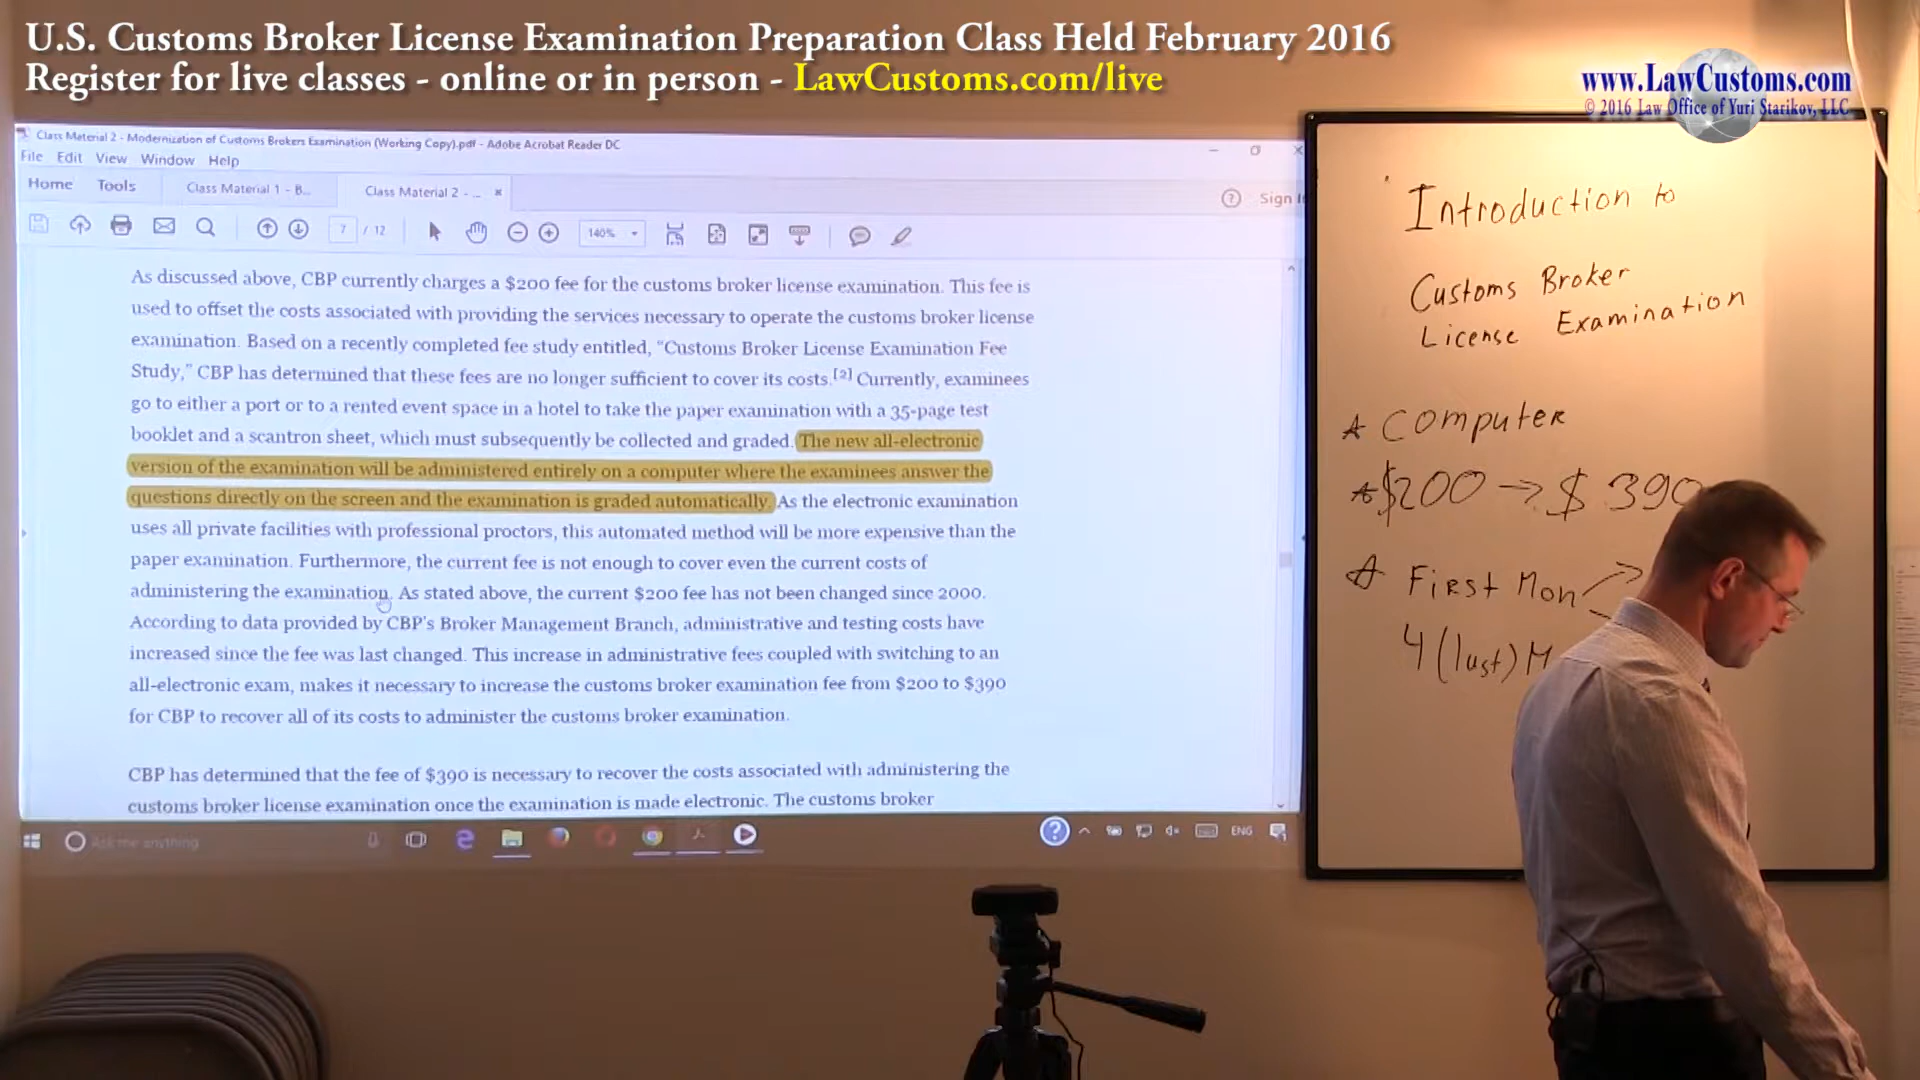 U.S. Customs Broker License Examination Preparation Class Held February 2016
Register for live classes - online or in person - LawCustoms.com/live
www.LawCustoms.com
© 2016 Law Office of Yuri Starikov, LLC
Class Material 2 - Modernization of Customs Brokers Examination (Working Copy).pdf - Adobe Acrobat Reader DC
File Edit View Window Help
Home Tools Class Material 1 - B... Class Material 2 - ... Sign
7 / 12 140%
As discussed above, CBP currently charges a $200 fee for the customs broker license examination. This fee is
used to offset the costs associated with providing the services necessary to operate the customs broker license
examination. Based on a recently completed fee study entitled, “Customs Broker License Examination Fee
Study,” CBP has determined that these fees are no longer sufficient to cover its costs.[2] Currently, examinees
go to either a port or to a rented event space in a hotel to take the paper examination with a 35-page test
booklet and a scantron sheet, which must subsequently be collected and graded. The new all-electronic
version of the examination will be administered entirely on a computer where the examinees answer the
questions directly on the screen and the examination is graded automatically. As the electronic examination
uses all private facilities with professional proctors, this automated method will be more expensive than the
paper examination. Furthermore, the current fee is not enough to cover even the current costs of
administering the examination. As stated above, the current $200 fee has not been changed since 2000.
According to data provided by CBP's Broker Management Branch, administrative and testing costs have
increased since the fee was last changed. This increase in administrative fees coupled with switching to an
all-electronic exam, makes it necessary to increase the customs broker examination fee from $200 to $390
for CBP to recover all of its costs to administer the customs broker examination.
CBP has determined that the fee of $390 is necessary to recover the costs associated with administering the
customs broker license examination once the examination is made electronic. The customs broker
Ask me anything
ENG
Introduction to
Customs Broker
License Examination
Computer
$200 → $ 390
First Mon
4 (last) M